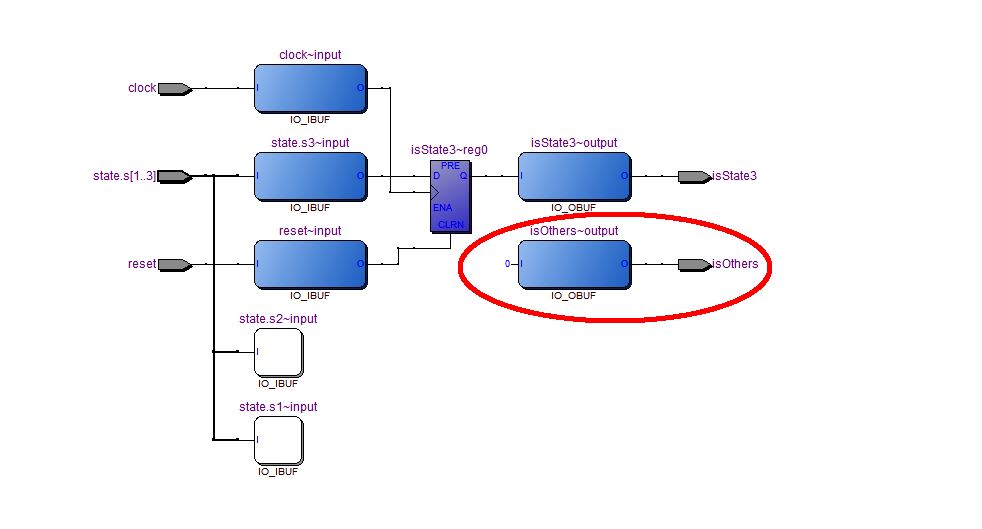 clock~input
clock
I
O
IO_IBUF
state.s3~input
isState3~reg0
isState3~output
state.s[1..3]
I
O
PRE
D
Q
ENA
CLRN
I
O
isState3
IO_IBUF
IO_OBUF
reset~input
isOthers~output
reset
I
O
0
I
O
isOthers
IO_IBUF
IO_OBUF
state.s2~input
I
IO_IBUF
state.s1~input
I
IO_IBUF